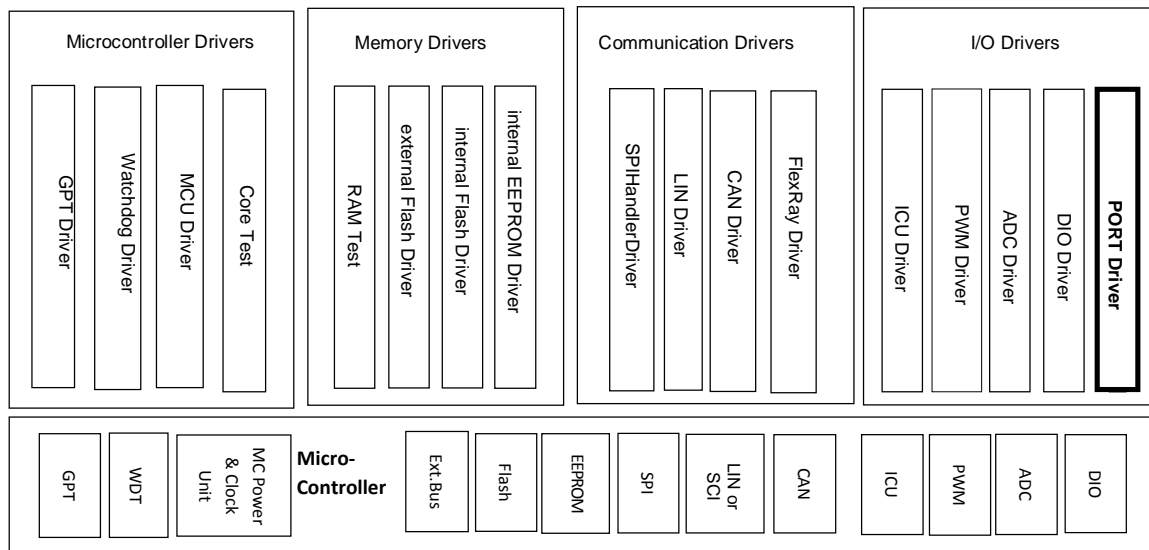 Microcontroller Drivers
Memory Drivers
Communication Drivers
I/O Drivers
GPT Driver
Watchdog Driver
MCU Driver
Core Test
RAM Test
external Flash Driver
internal Flash Driver
internal EEPROM Driver
SPIHandlerDriver
LIN Driver
CAN Driver
FlexRay Driver
ICU Driver
PWM Driver
ADC Driver
DIO Driver
PORT Driver
GPT
WDT
MC Power
& Clock
Unit
Micro-
Controller
Ext.Bus
Flash
EEPROM
SPI
LIN or
SCI
CAN
ICU
PWM
ADC
DIO